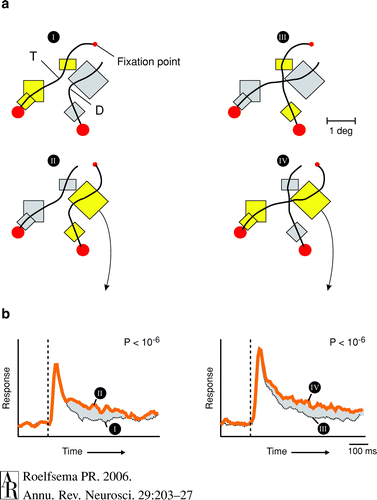 a
I
III
T
Fixation point
D
1 deg
II
IV
b
P < 10-6
P < 10-6
Response
Response
II
I
IV
III
Time
Time
100 ms
AR
Roelfsema PR. 2006.
Annu. Rev. Neurosci. 29:203–27